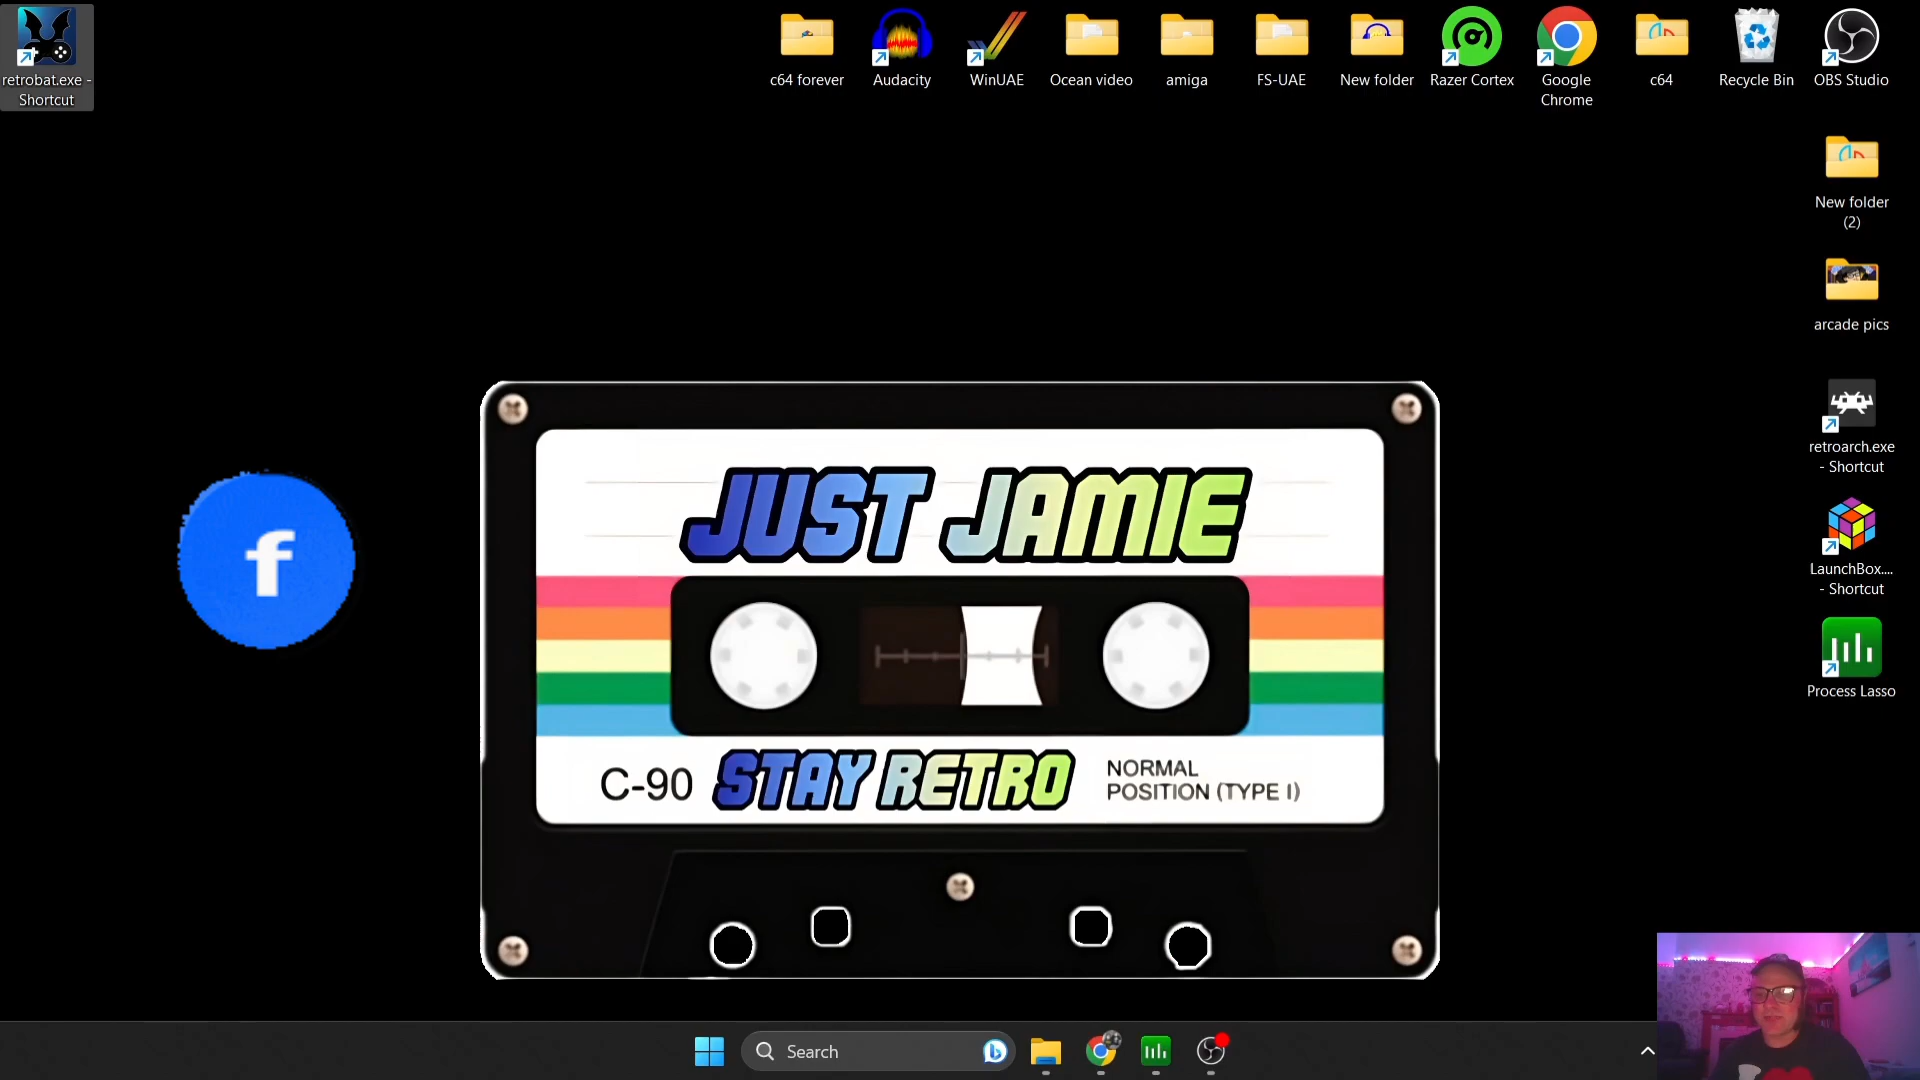 retrobat.exe -
Shortcut
c64 forever
Audacity
WinUAE
Ocean video
amiga
FS-UAE
New folder
Razer Cortex
Google
Chrome
c64
Recycle Bin
OBS Studio
New folder
(2)
arcade pics
retroarch.exe
- Shortcut
LaunchBox....
- Shortcut
Process Lasso
f
JUST JAMIE
C-90
STAY RETRO
NORMAL
POSITION (TYPE I)
Search